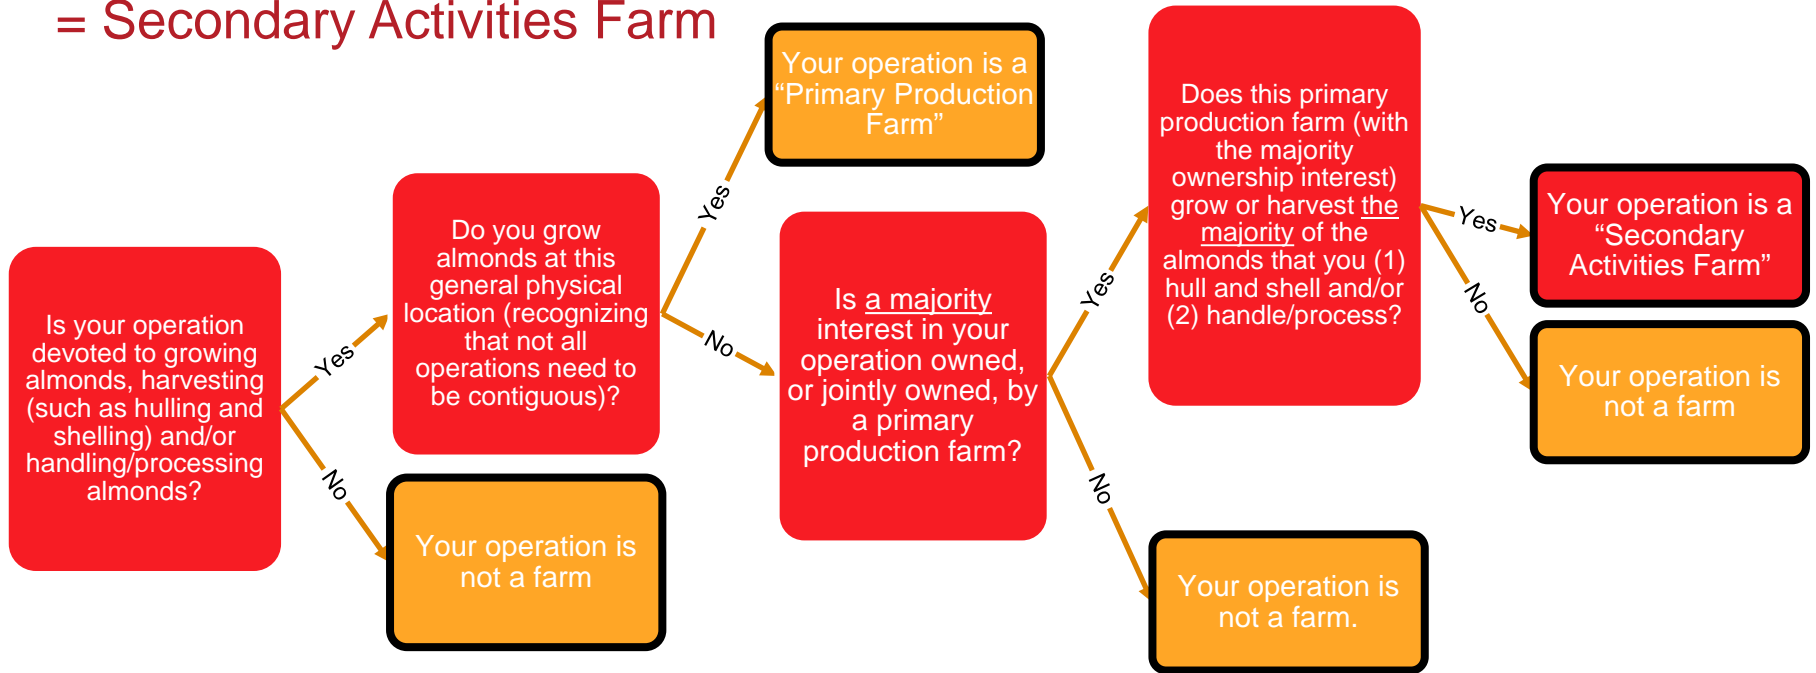 = Secondary Activities Farm
Is your operation
devoted to growing
almonds, harvesting
(such as hulling and
shelling) and/or
handling/processing
almonds?
Yes
No
Do you grow
almonds at this
general physical
location (recognizing
that not all
operations need to
be contiguous)?
Your operation is
not a farm
Yes
No
Your operation is a
“Primary Production
Farm”
Is a majority
interest in your
operation owned,
or jointly owned, by
a primary
production farm?
Yes
No
Does this primary
production farm (with
the majority
ownership interest)
grow or harvest the
majority of the
almonds that you (1)
hull and shell and/or
(2) handle/process?
Your operation is
not a farm.
Yes
No
Your operation is a
“Secondary
Activities Farm”
Your operation is
not a farm